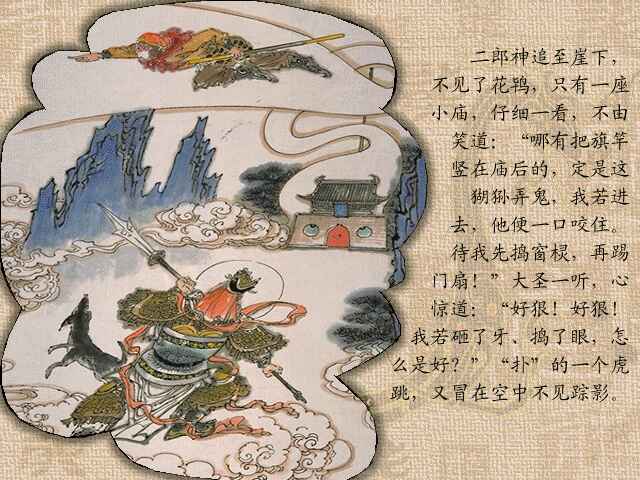 二郎神追至崖下，
不见了花鸨，只有一座
小庙，仔细一看，不由
笑道：“哪有把旗竿
竖在庙后的，定是这
猢狲弄鬼，我若进
去，他便一口咬住。
待我先捣窗棂，再踢
门扇！”大圣一听，心
惊道：“好狠！好狠！
我若砸了牙、捣了眼，怎
么是好？”“扑”的一个虎
跳，又冒在空中不见踪影。